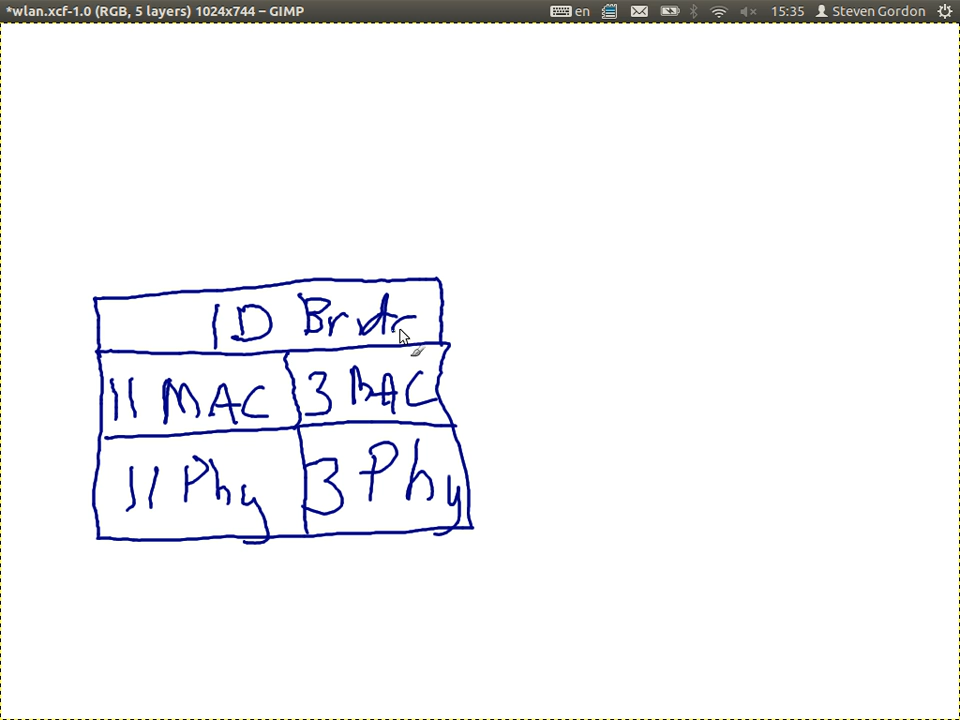 *wlan.xcf-1.0 (RGB, 5 layers) 1024x744 – GIMP en 15:35 Steven Gordon
1D
11 MAC 3 MAC
11 Phy 3 Phy